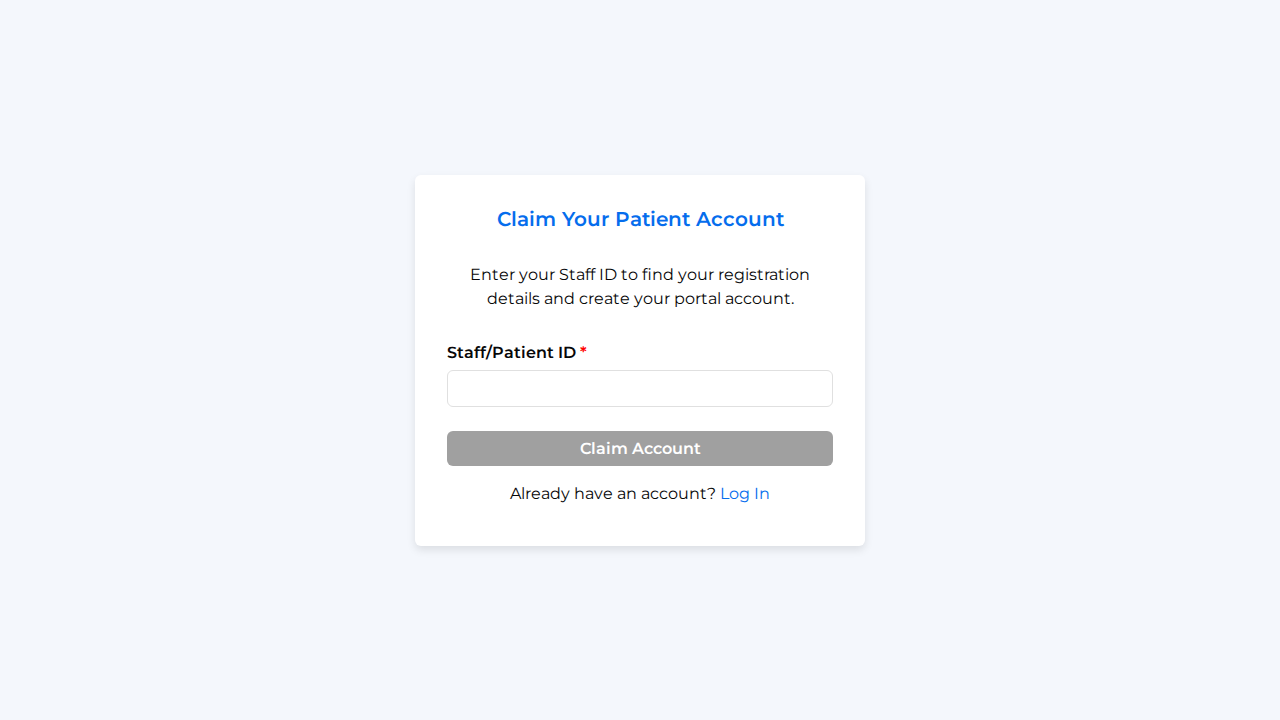 Claim Your Patient Account
Enter your Staff ID to find your registration
details and create your portal account.
Staff/Patient ID *
Claim Account
Already have an account? Log In